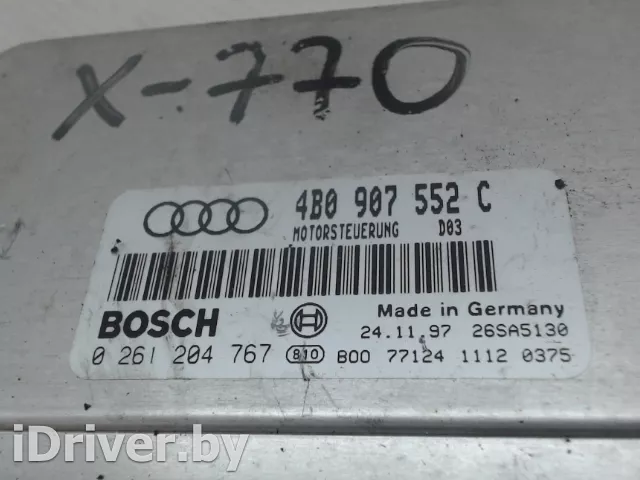 X-770
4B0 907 552 C
MOTORSTEUERUNG D03
BOSCH
Made in Germany
24.11.97 26SA5130
0 261 204 767 810 B00 77124 1112 0375
iDriver.by